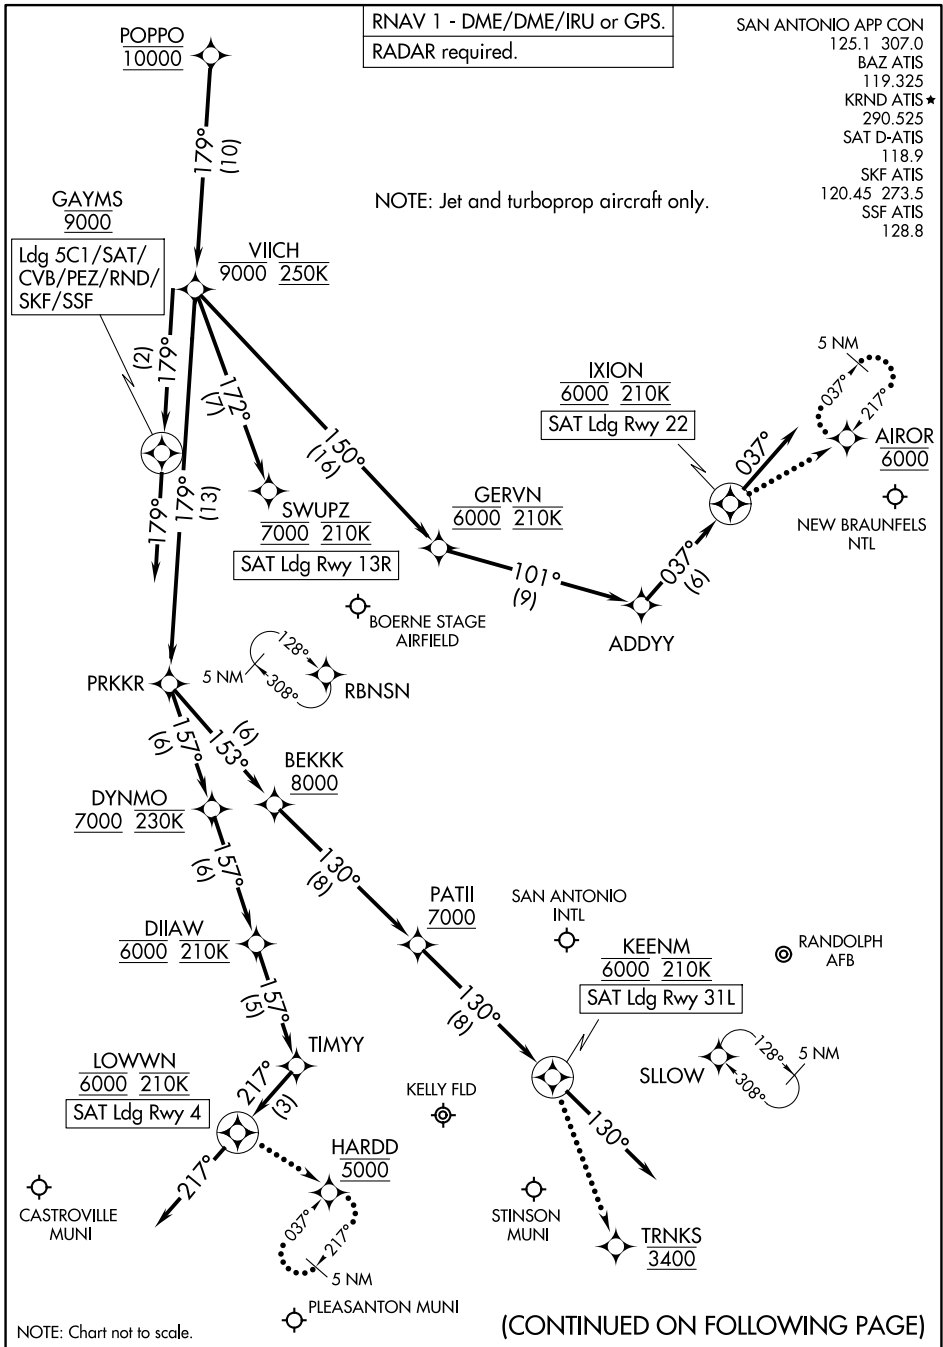 RNAV 1 - DME/DME/IRU or GPS.
RADAR required.
SAN ANTONIO APP CON
125.1 307.0
BAZ ATIS
119.325
KRND ATIS★
290.525
SAT D-ATIS
118.9
SKF ATIS
120.45 273.5
SSF ATIS
128.8
POPPO
10000
179°
(10)
NOTE: Jet and turboprop aircraft only.
GAYMS
9000
Ldg 5C1/SAT/
CVB/PEZ/RND/
SKF/SSF
VIICH
9000 250K
179°
(2)
179°
179°
(13)
172°
(7)
150°
(16)
SWUPZ
7000 210K
SAT Ldg Rwy 13R
GERVN
6000 210K
101°
(9)
IXION
6000 210K
SAT Ldg Rwy 22
037°
5 NM
037°
217°
AIROR
6000
NEW BRAUNFELS
NTL
037°
(6)
ADDYY
BOERNE STAGE
AIRFIELD
PRKKR
5 NM
128°
308°
RBNSN
157°
(6)
153°
(6)
BEKKK
8000
DYNMO
7000 230K
157°
(6)
130°
(8)
PATII
7000
SAN ANTONIO
INTL
DIIAW
6000 210K
157°
(5)
130°
(8)
KEENM
6000 210K
SAT Ldg Rwy 31L
RANDOLPH
AFB
TIMYY
LOWWN
6000 210K
SAT Ldg Rwy 4
217°
(3)
217°
KELLY FLD
SLLOW
128°
308°
5 NM
130°
HARDD
5000
037°
217°
5 NM
CASTROVILLE
MUNI
STINSON
MUNI
TRNKS
3400
PLEASANTON MUNI
NOTE: Chart not to scale.
(CONTINUED ON FOLLOWING PAGE)